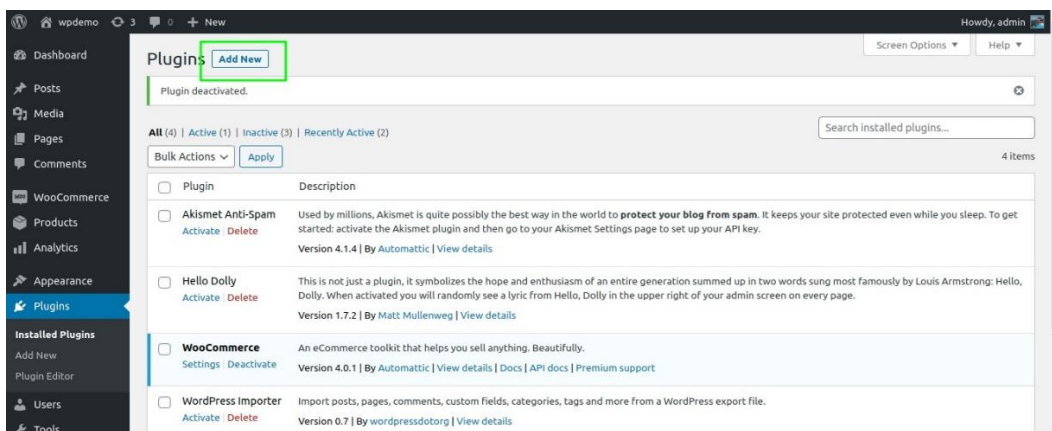 wpdemo 3 0 + New Howdy, admin
Screen Options Help
Dashboard
Posts
Media
Pages
Comments
WooCommerce
Products
Analytics
Appearance
Plugins
Installed Plugins
Add New
Plugin Editor
Users
Tools
Plugins Add New
Plugin deactivated.
All (4) | Active (1) | Inactive (3) | Recently Active (2)
Search installed plugins...
Bulk Actions Apply 4 items
Plugin Description
Akismet Anti-Spam
Activate | Delete
Used by millions, Akismet is quite possibly the best way in the world to protect your blog from spam. It keeps your site protected even while you sleep. To get
started: activate the Akismet plugin and then go to your Akismet Settings page to set up your API key.
Version 4.1.4 | By Automattic | View details
Hello Dolly
Activate | Delete
This is not just a plugin, it symbolizes the hope and enthusiasm of an entire generation summed up in two words sung most famously by Louis Armstrong: Hello,
Dolly. When activated you will randomly see a lyric from Hello, Dolly in the upper right of your admin screen on every page.
Version 1.7.2 | By Matt Mullenweg | View details
WooCommerce
Settings | Deactivate
An eCommerce toolkit that helps you sell anything. Beautifully.
Version 4.0.1 | By Automattic | View details | Docs | API docs | Premium support
WordPress Importer
Activate | Delete
Import posts, pages, comments, custom fields, categories, tags and more from a WordPress export file.
Version 0.7 | By wordpressdotorg | View details